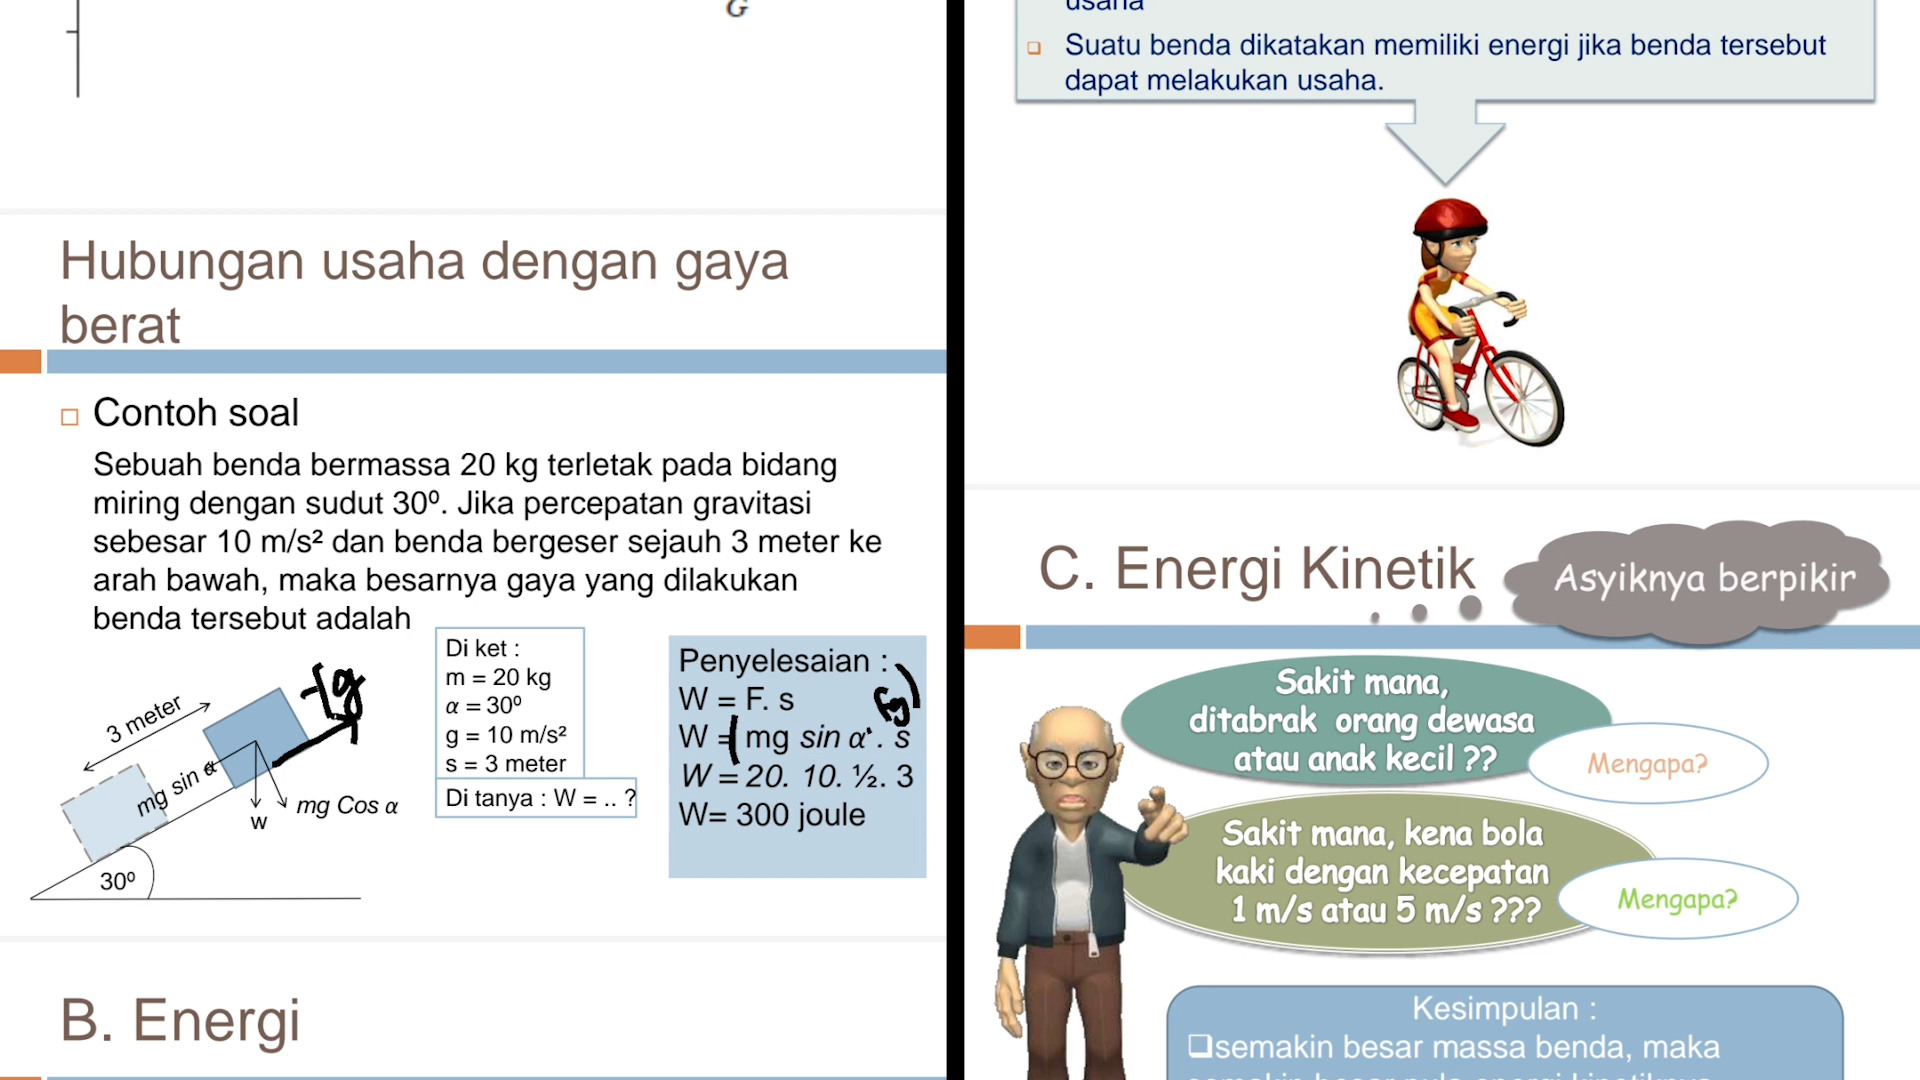 G
Hubungan usaha dengan gaya
berat
Contoh soal
Sebuah benda bermassa 20 kg terletak pada bidang
miring dengan sudut 30⁰. Jika percepatan gravitasi
sebesar 10 m/s² dan benda bergeser sejauh 3 meter ke
arah bawah, maka besarnya gaya yang dilakukan
benda tersebut adalah
3 meter
mg sin α
w
mg Cos α
30⁰
Di ket :
m = 20 kg
α = 30⁰
g = 10 m/s²
s = 3 meter
Di tanya : W = .. ?
Penyelesaian :
W = F. s
W = (mg sin α . s
W = 20. 10. ½. 3
W= 300 joule
B. Energi
usaha
Suatu benda dikatakan memiliki energi jika benda tersebut
dapat melakukan usaha.
C. Energi Kinetik
Asyiknya berpikir
Sakit mana,
ditabrak orang dewasa
atau anak kecil ??
Mengapa?
Sakit mana, kena bola
kaki dengan kecepatan
1 m/s atau 5 m/s ???
Mengapa?
Kesimpulan :
❑semakin besar massa benda, maka